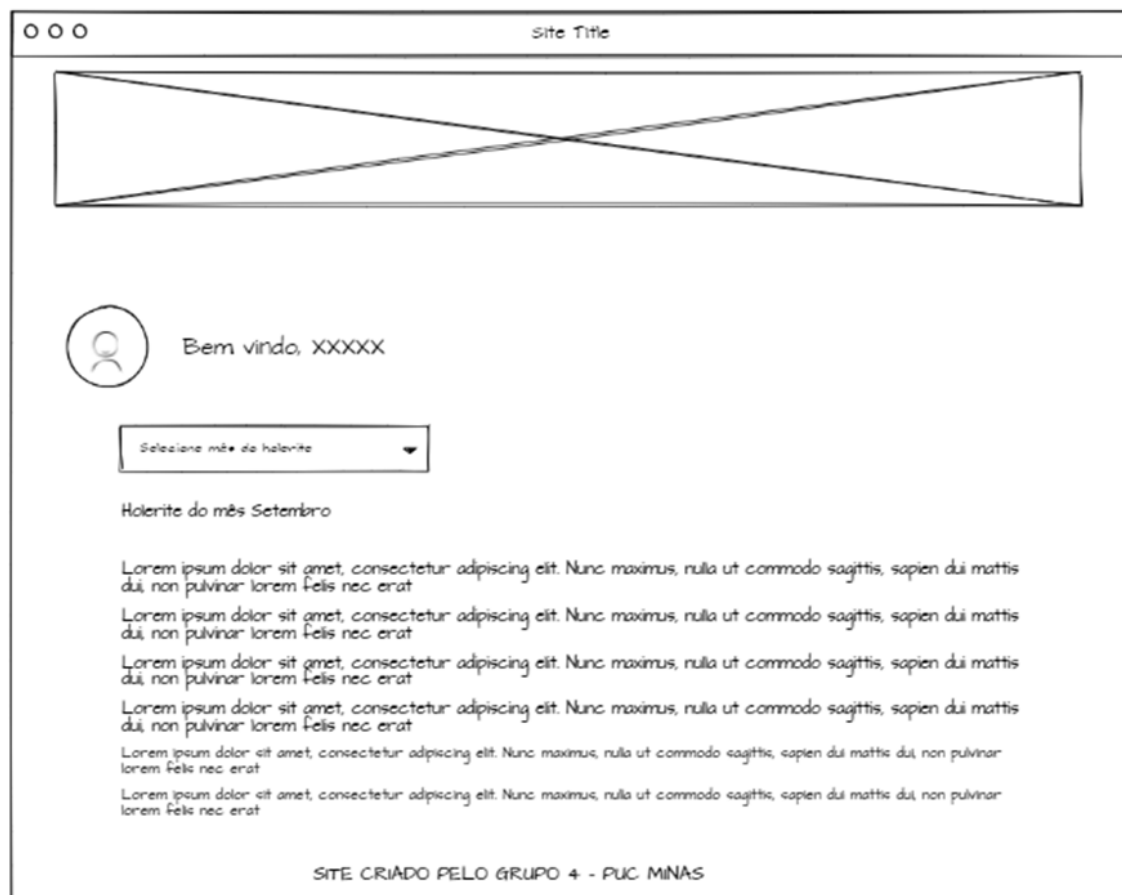 Site Title
Bem vindo, XXXXX
Selecione mês do holerite
Holerite do mês Setembro
Lorem ipsum dolor sit amet, consectetur adipiscing elit. Nunc maximus, nulla ut commodo sagittis, sapien dui mattis
dui, non pulvinar lorem felis nec erat
Lorem ipsum dolor sit amet, consectetur adipiscing elit. Nunc maximus, nulla ut commodo sagittis, sapien dui mattis
dui, non pulvinar lorem felis nec erat
Lorem ipsum dolor sit amet, consectetur adipiscing elit. Nunc maximus, nulla ut commodo sagittis, sapien dui mattis
dui, non pulvinar lorem felis nec erat
Lorem ipsum dolor sit amet, consectetur adipiscing elit. Nunc maximus, nulla ut commodo sagittis, sapien dui mattis
dui, non pulvinar lorem felis nec erat
Lorem ipsum dolor sit amet, consectetur adipiscing elit. Nunc maximus, nulla ut commodo sagittis, sapien dui mattis dui, non pulvinar
lorem felis nec erat
Lorem ipsum dolor sit amet, consectetur adipiscing elit. Nunc maximus, nulla ut commodo sagittis, sapien dui mattis dui, non pulvinar
lorem felis nec erat
SITE CRIADO PELO GRUPO 4 - PUC MINAS